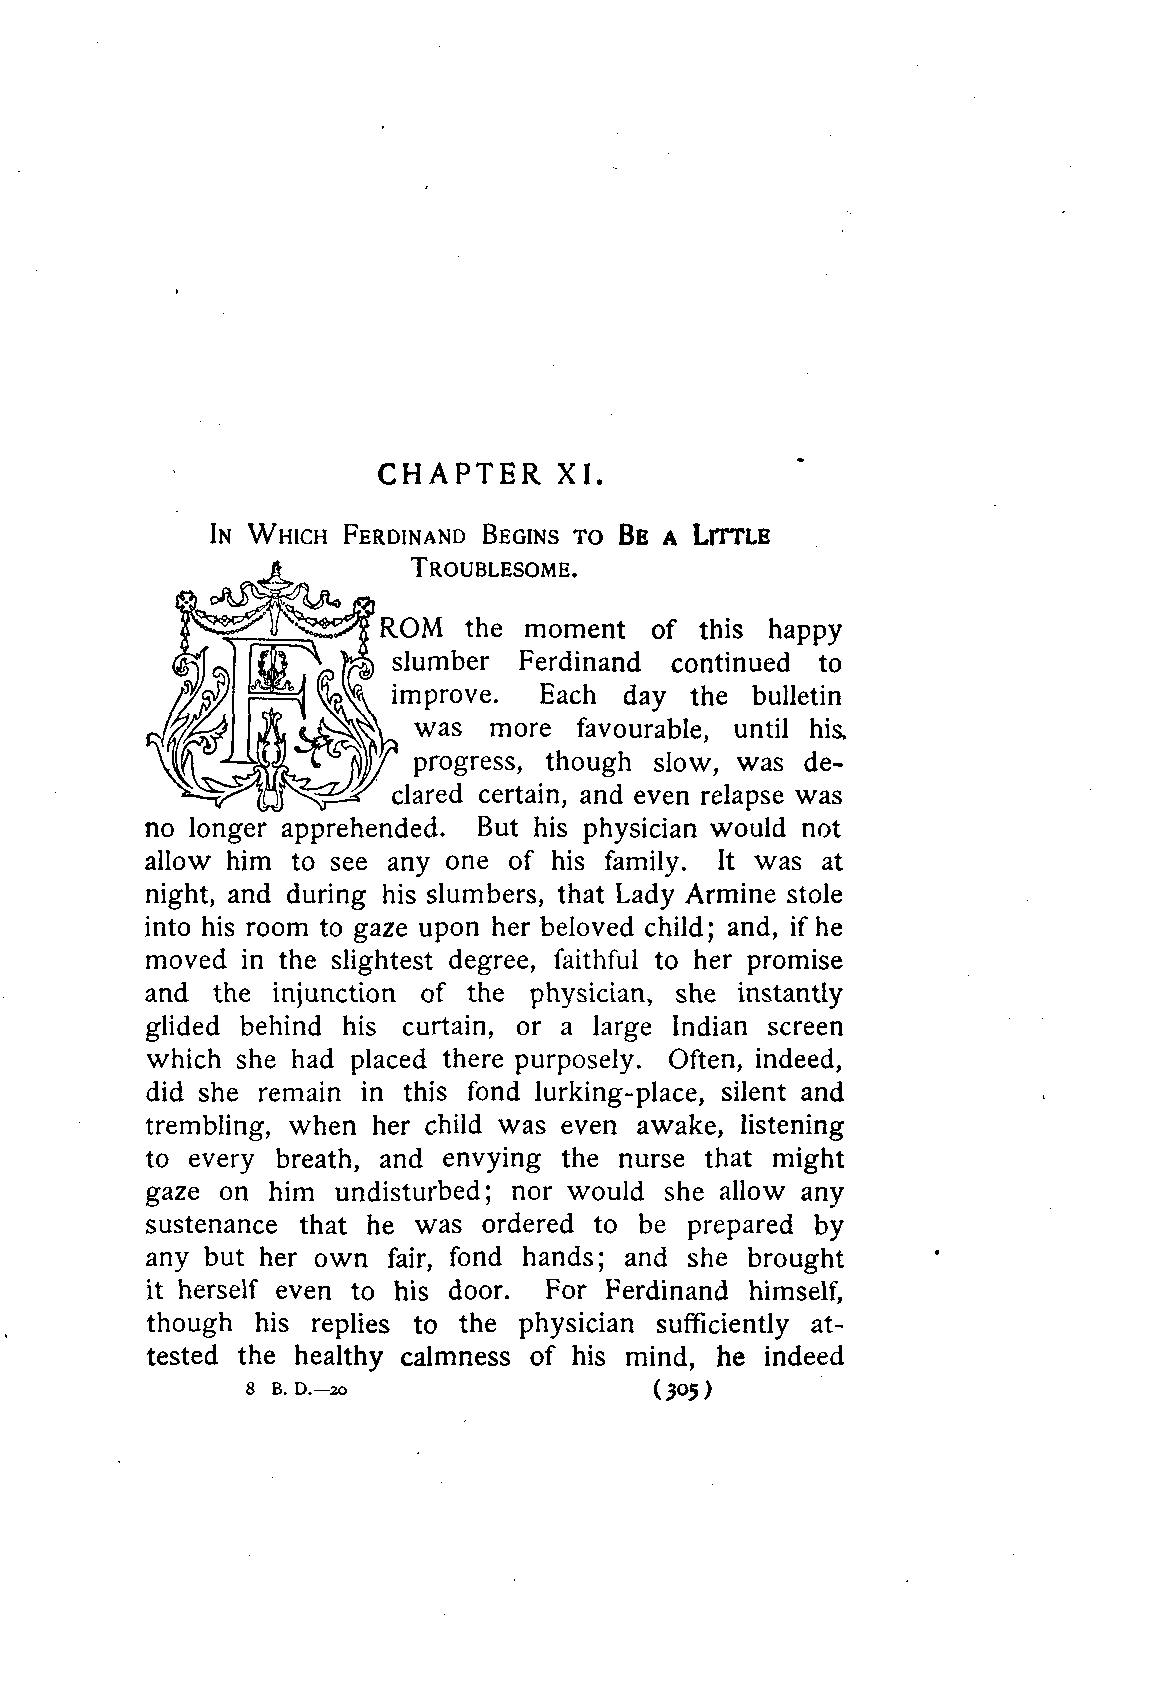 CHAPTER XI.
In Which Ferdinand Begins to Be a Little
Troublesome.
FROM the moment of this happy
slumber Ferdinand continued to
improve. Each day the bulletin
was more favourable, until his
progress, though slow, was de-
clared certain, and even relapse was
no longer apprehended. But his physician would not
allow him to see any one of his family. It was at
night, and during his slumbers, that Lady Armine stole
into his room to gaze upon her beloved child; and, if he
moved in the slightest degree, faithful to her promise
and the injunction of the physician, she instantly
glided behind his curtain, or a large Indian screen
which she had placed there purposely. Often, indeed,
did she remain in this fond lurking-place, silent and
trembling, when her child was even awake, listening
to every breath, and envying the nurse that might
gaze on him undisturbed; nor would she allow any
sustenance that he was ordered to be prepared by
any but her own fair, fond hands; and she brought
it herself even to his door. For Ferdinand himself,
though his replies to the physician sufficiently at-
tested the healthy calmness of his mind, he indeed
8 B. D.—20 (305)